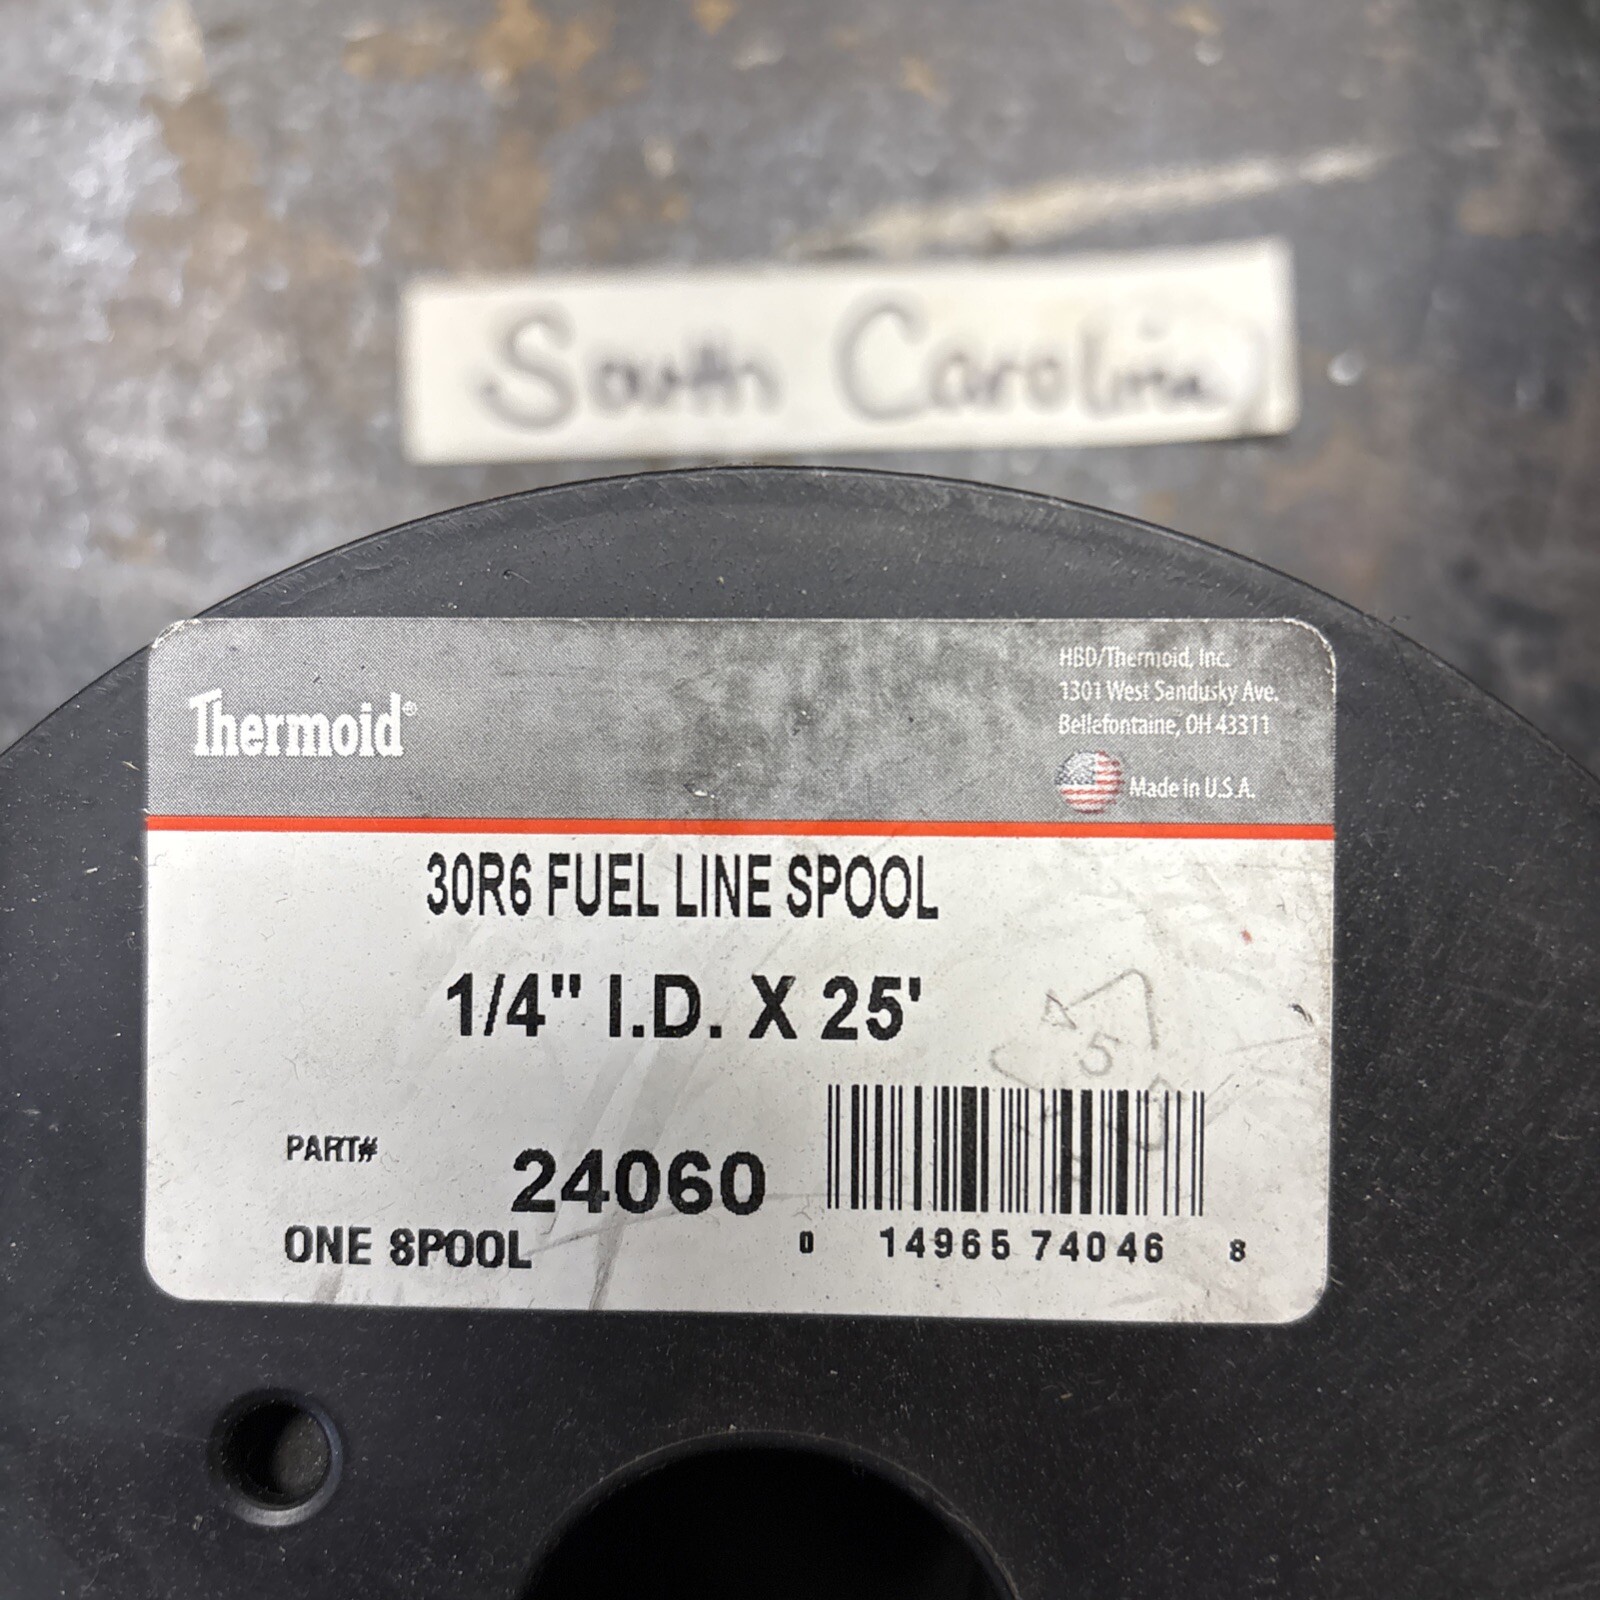 South Carolina
Thermoid®
HBD/Thermoid, Inc.
1301 West Sandusky Ave.
Bellefontaine, OH 43311
Made in U.S.A.
30R6 FUEL LINE SPOOL
1/4" I.D. X 25'
5
PART#
24060
ONE SPOOL
0 14965 74046 8